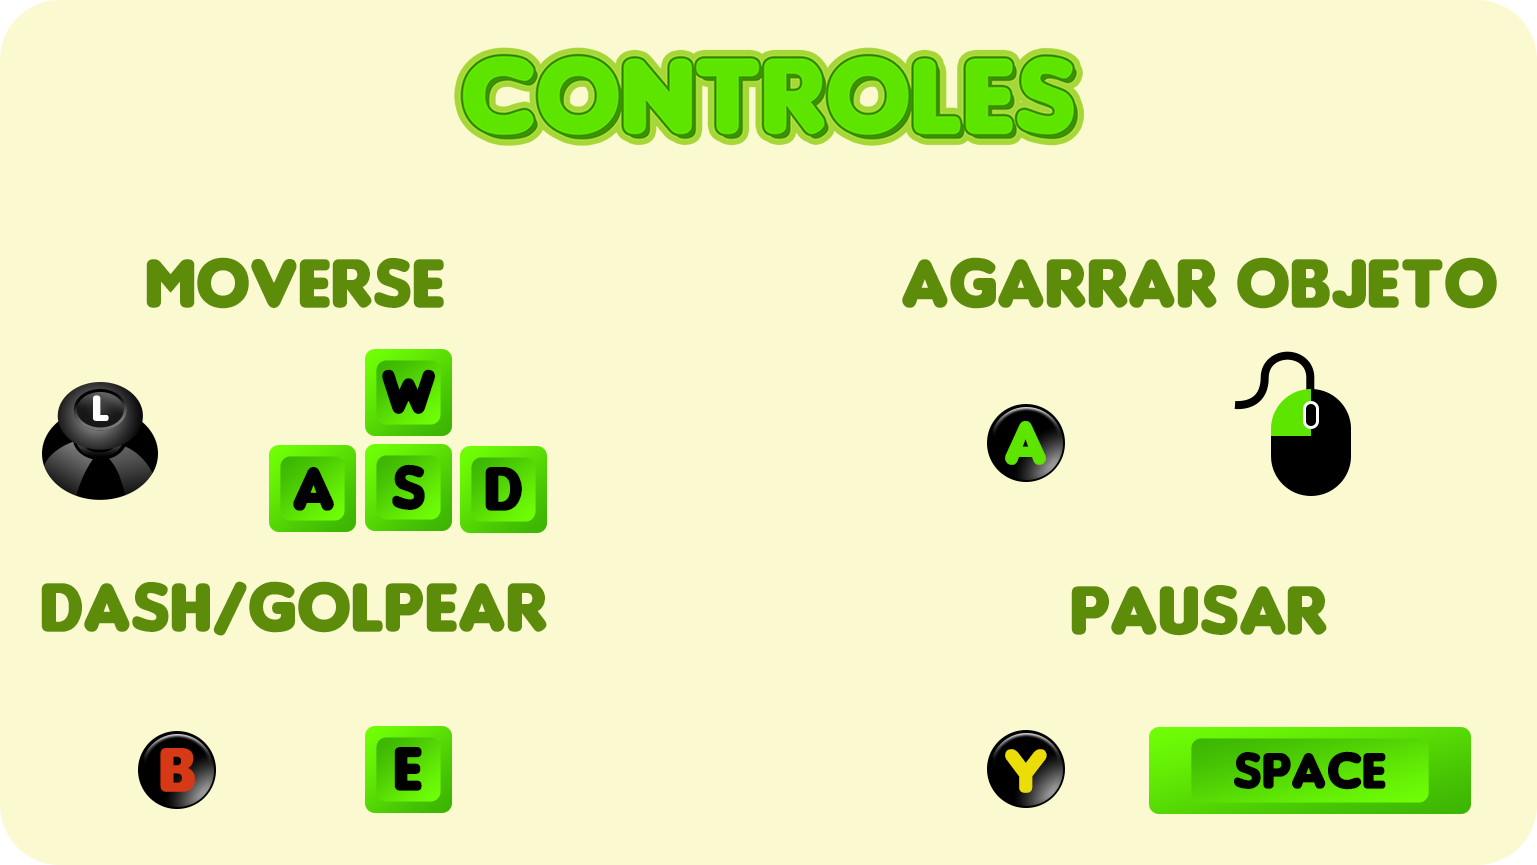 CONTROLES
MOVERSE
L
W
A S D
AGARRAR OBJETO
A
DASH/GOLPEAR
B E
PAUSAR
Y SPACE